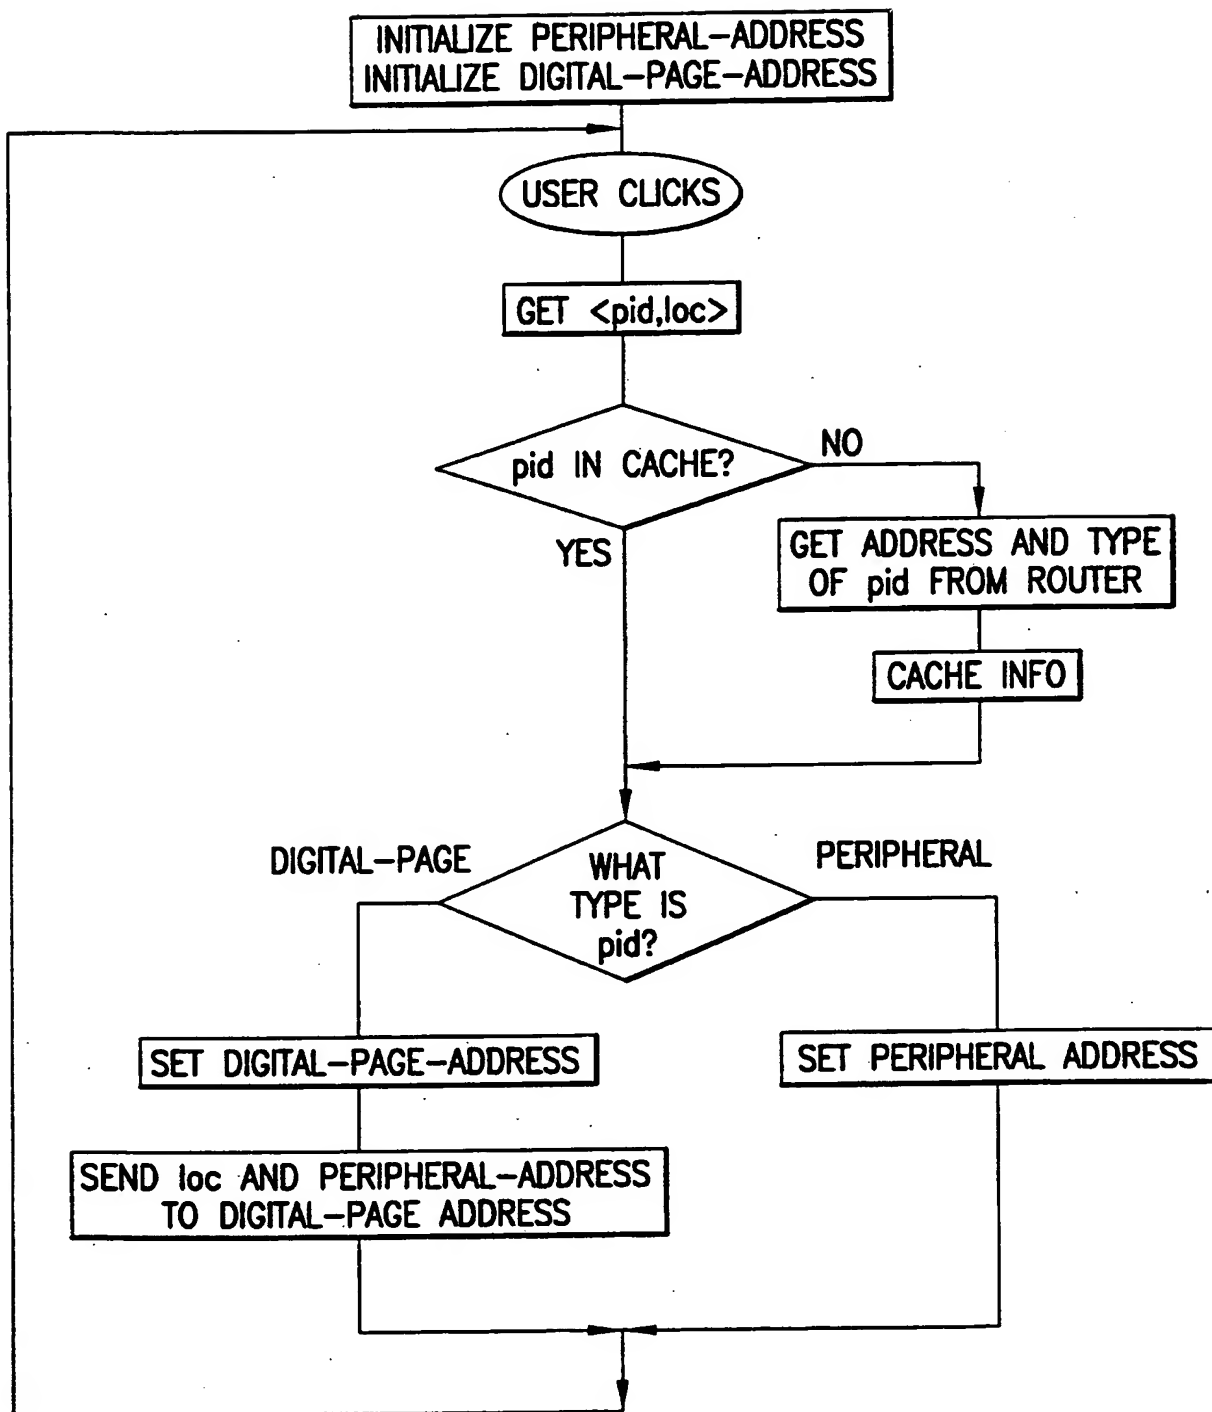 INITIALIZE PERIPHERAL-ADDRESS
INITIALIZE DIGITAL-PAGE-ADDRESS
USER CLICKS
GET <pid,loc>
pid IN CACHE?
NO
YES
GET ADDRESS AND TYPE
OF pid FROM ROUTER
CACHE INFO
DIGITAL-PAGE
WHAT
TYPE IS
pid?
PERIPHERAL
SET DIGITAL-PAGE-ADDRESS
SET PERIPHERAL ADDRESS
SEND loc AND PERIPHERAL-ADDRESS
TO DIGITAL-PAGE ADDRESS